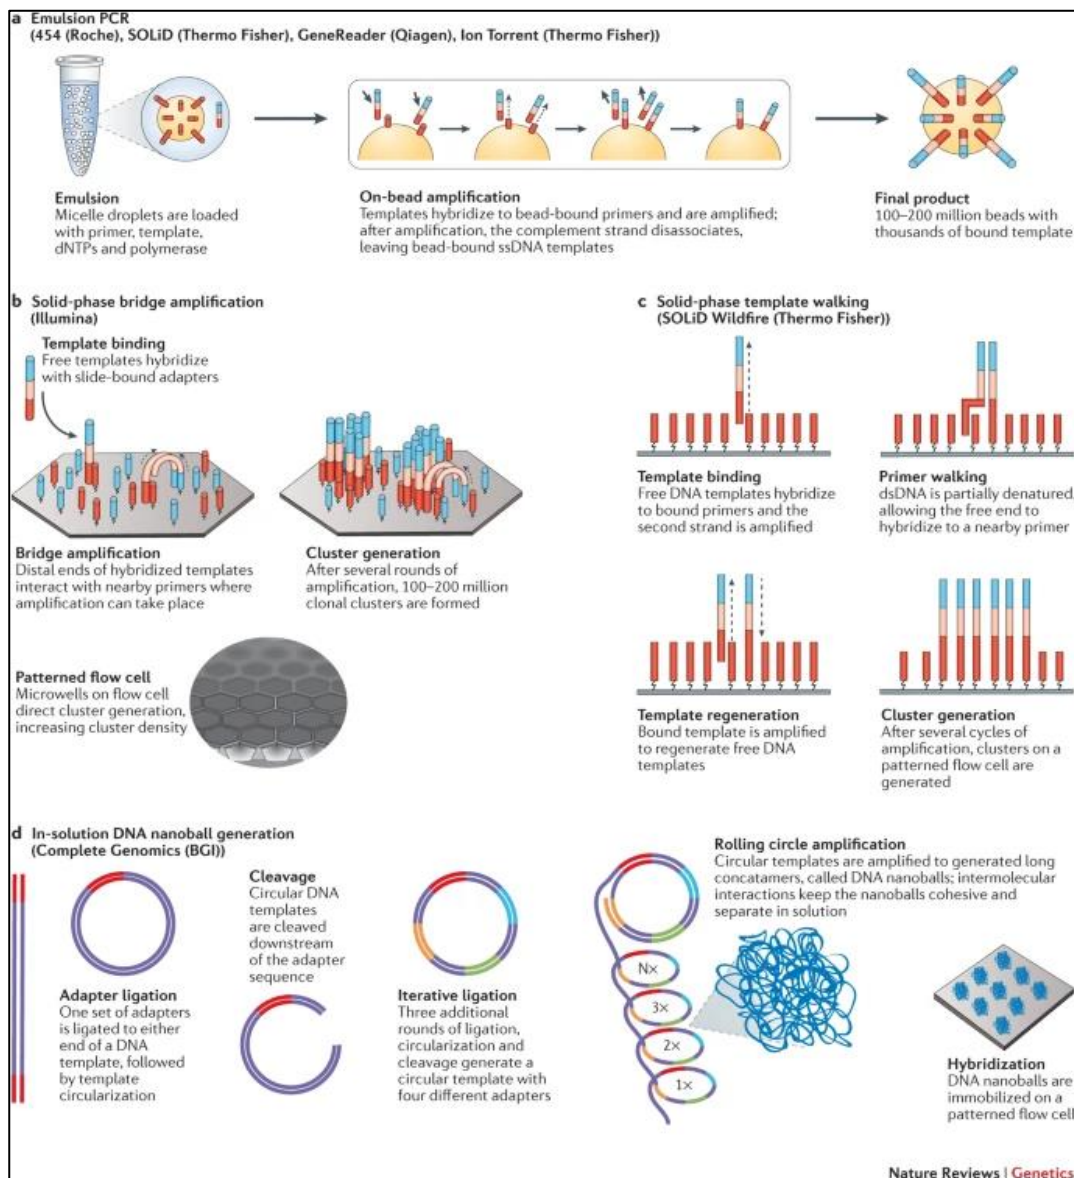 a Emulsion PCR
(454 (Roche), SOLiD (Thermo Fisher), GeneReader (Qiagen), Ion Torrent (Thermo Fisher))
Emulsion
Micelle droplets are loaded
with primer, template,
dNTPs and polymerase
On-bead amplification
Templates hybridize to bead-bound primers and are amplified;
after amplification, the complement strand disassociates,
leaving bead-bound ssDNA templates
Final product
100–200 million beads with
thousands of bound template
b Solid-phase bridge amplification
(Illumina)
Template binding
Free templates hybridize
with slide-bound adapters
Bridge amplification
Distal ends of hybridized templates
interact with nearby primers where
amplification can take place
Cluster generation
After several rounds of
amplification, 100–200 million
clonal clusters are formed
Patterned flow cell
Microwells on flow cell
direct cluster generation,
increasing cluster density
c Solid-phase template walking
(SOLiD Wildfire (Thermo Fisher))
Template binding
Free DNA templates hybridize
to bound primers and the
second strand is amplified
Primer walking
dsDNA is partially denatured,
allowing the free end to
hybridize to a nearby primer
Template regeneration
Bound template is amplified
to regenerate free DNA
templates
Cluster generation
After several cycles of
amplification, clusters on a
patterned flow cell are
generated
d In-solution DNA nanoball generation
(Complete Genomics (BGI))
Adapter ligation
One set of adapters
is ligated to either
end of a DNA
template, followed
by template
circularization
Cleavage
Circular DNA
templates
are cleaved
downstream
of the adapter
sequence
Iterative ligation
Three additional
rounds of ligation,
circularization and
cleavage generate a
circular template with
four different adapters
Rolling circle amplification
Circular templates are amplified to generated long
concatamers, called DNA nanoballs; intermolecular
interactions keep the nanoballs cohesive and
separate in solution
N×
3×
2×
1×
Hybridization
DNA nanoballs are
immobilized on a
patterned flow cell
Nature Reviews | Genetics